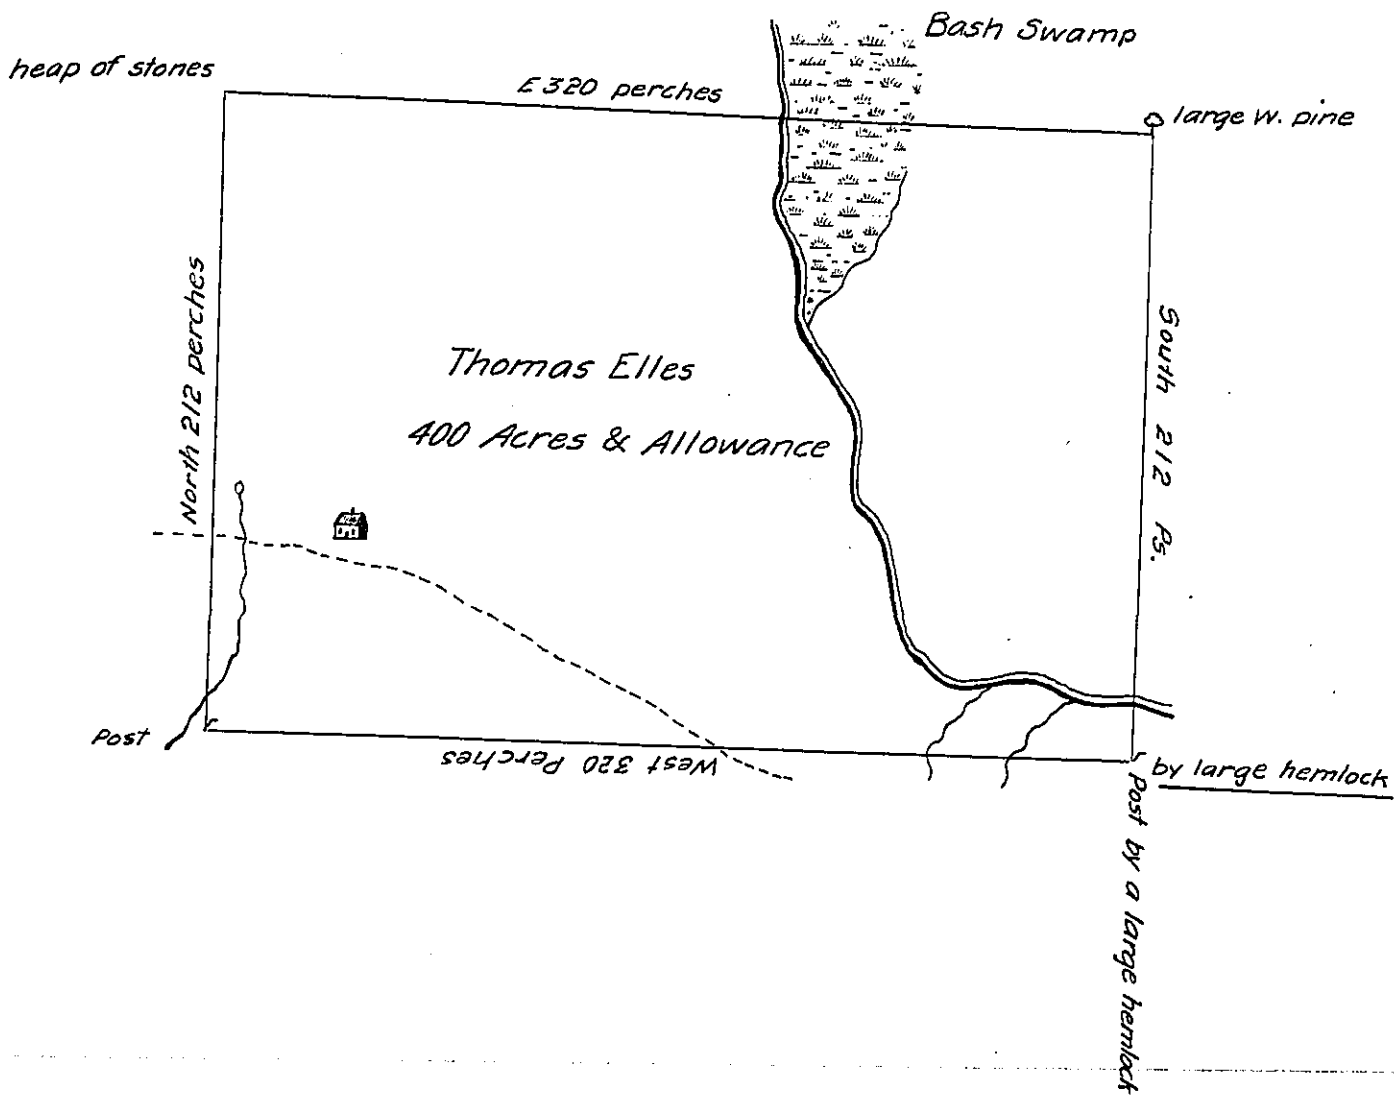 Bash Swamp
heap of stones
E 320 perches
large W. pine
North 212 perches
South 212 Ps.
Thomas Elles
400 Acres & Allowance
Post
West 320 Perches
by large hemlock
Post by a large hemlock